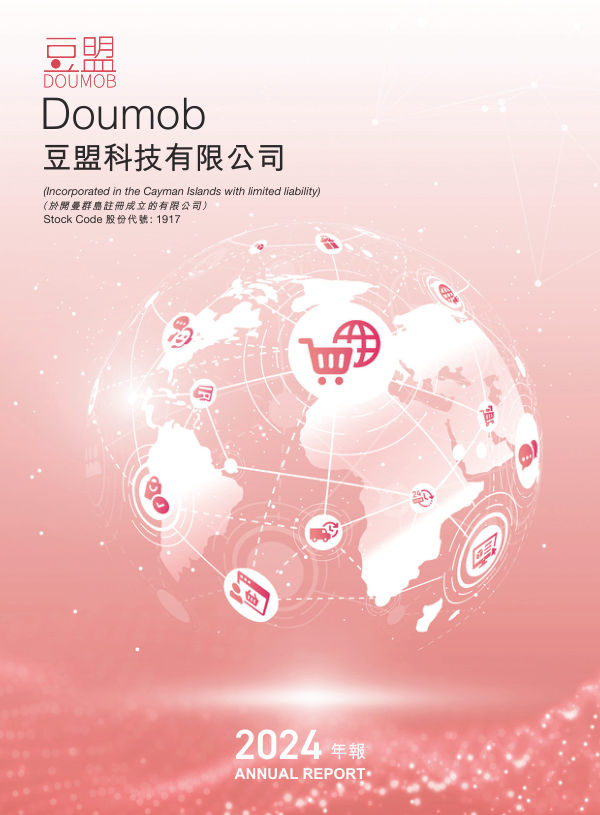 豆盟
DOUMOB
Doumob
豆盟科技有限公司
(Incorporated in the Cayman Islands with limited liability)
(於開曼群島註冊成立的有限公司)
Stock Code 股份代號: 1917
24
2024 年報
ANNUAL REPORT